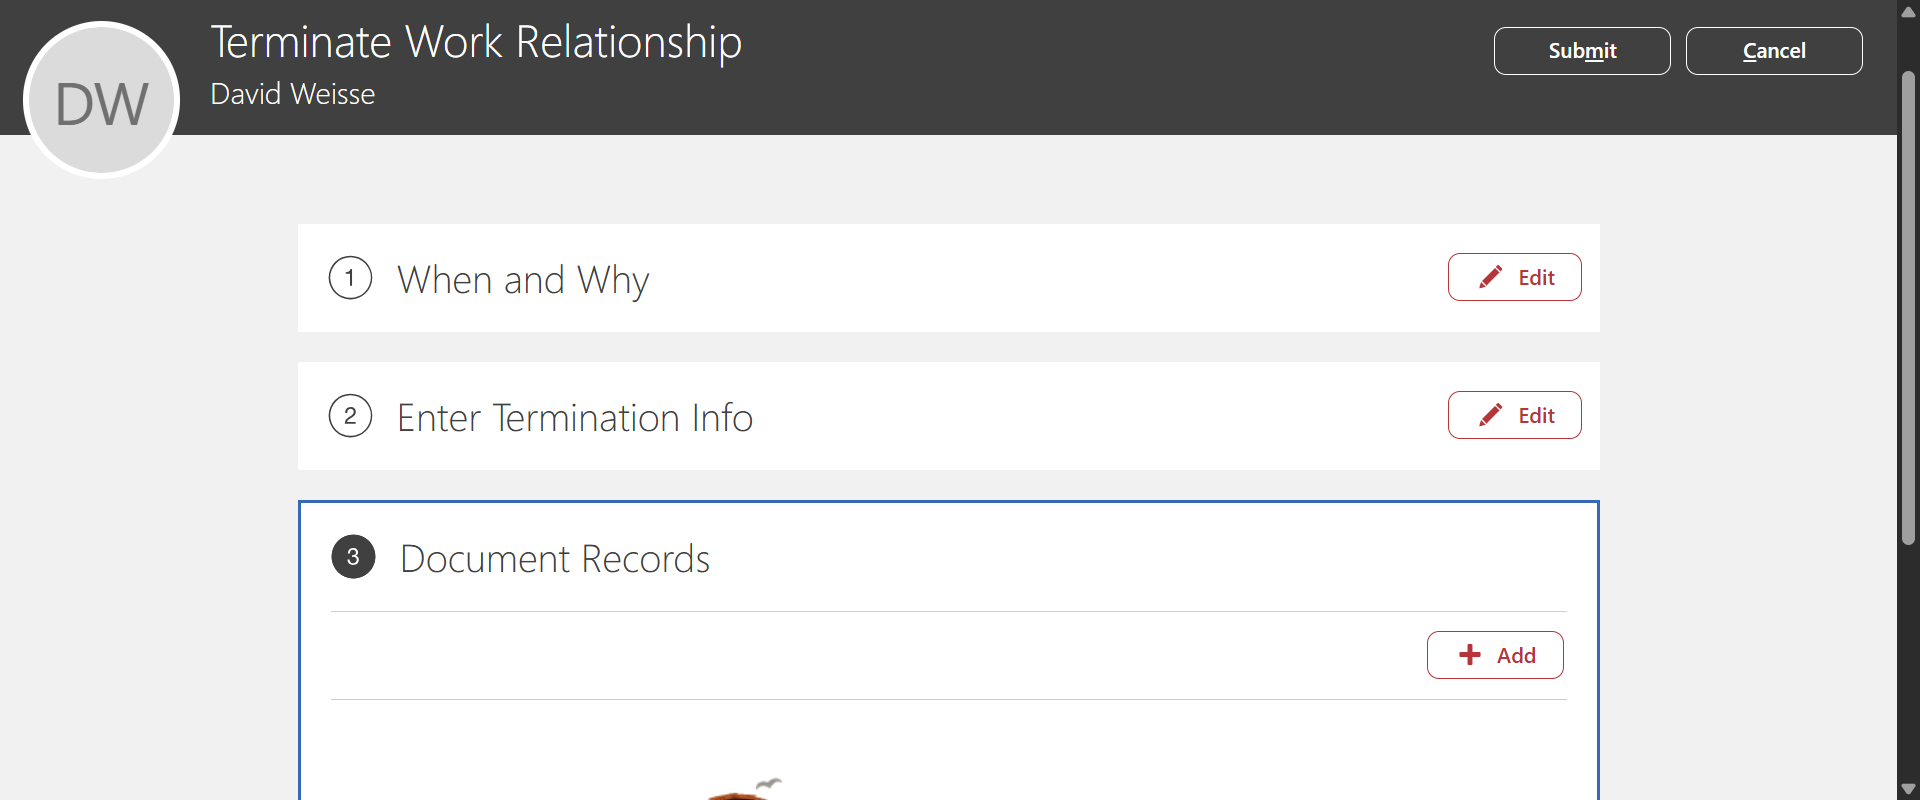 DW
Terminate Work Relationship
David Weisse
Submit
Cancel
1
When and Why
Edit
2
Enter Termination Info
Edit
3
Document Records
Add